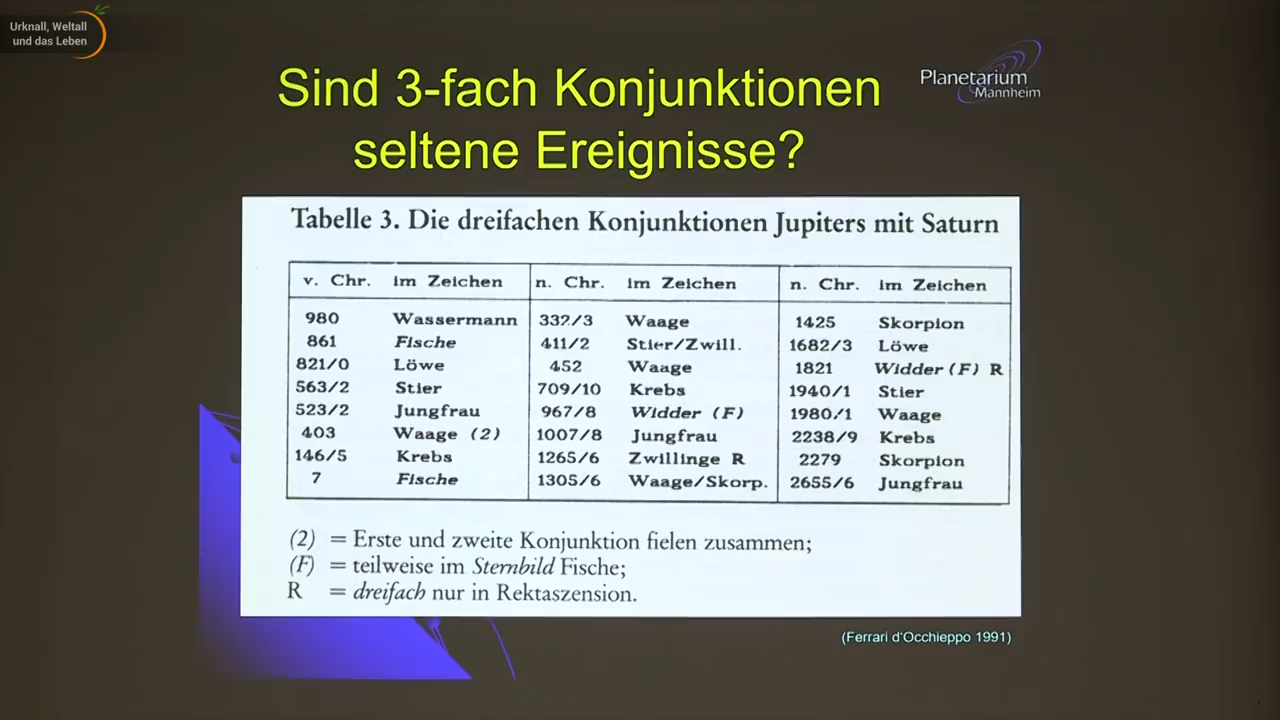 Urknall, Weltall
und das Leben
Sind 3-fach Konjunktionen
seltene Ereignisse?
Planetarium
Mannheim
Tabelle 3. Die dreifachen Konjunktionen Jupiters mit Saturn
v. Chr. im Zeichen n. Chr. im Zeichen n. Chr. im Zeichen
980 Wassermann 332/3 Waage 1425 Skorpion
861 Fische 411/2 Stier/Zwill. 1682/3 Löwe
821/0 Löwe 452 Waage 1821 Widder (F) R
563/2 Stier 709/10 Krebs 1940/1 Stier
523/2 Jungfrau 967/8 Widder (F) 1980/1 Waage
403 Waage (2) 1007/8 Jungfrau 2238/9 Krebs
146/5 Krebs 1265/6 Zwillinge R 2279 Skorpion
7 Fische 1305/6 Waage/Skorp. 2655/6 Jungfrau
(2) = Erste und zweite Konjunktion fielen zusammen;
(F) = teilweise im Sternbild Fische;
R = dreifach nur in Rektaszension.
(Ferrari d'Occhieppo 1991)